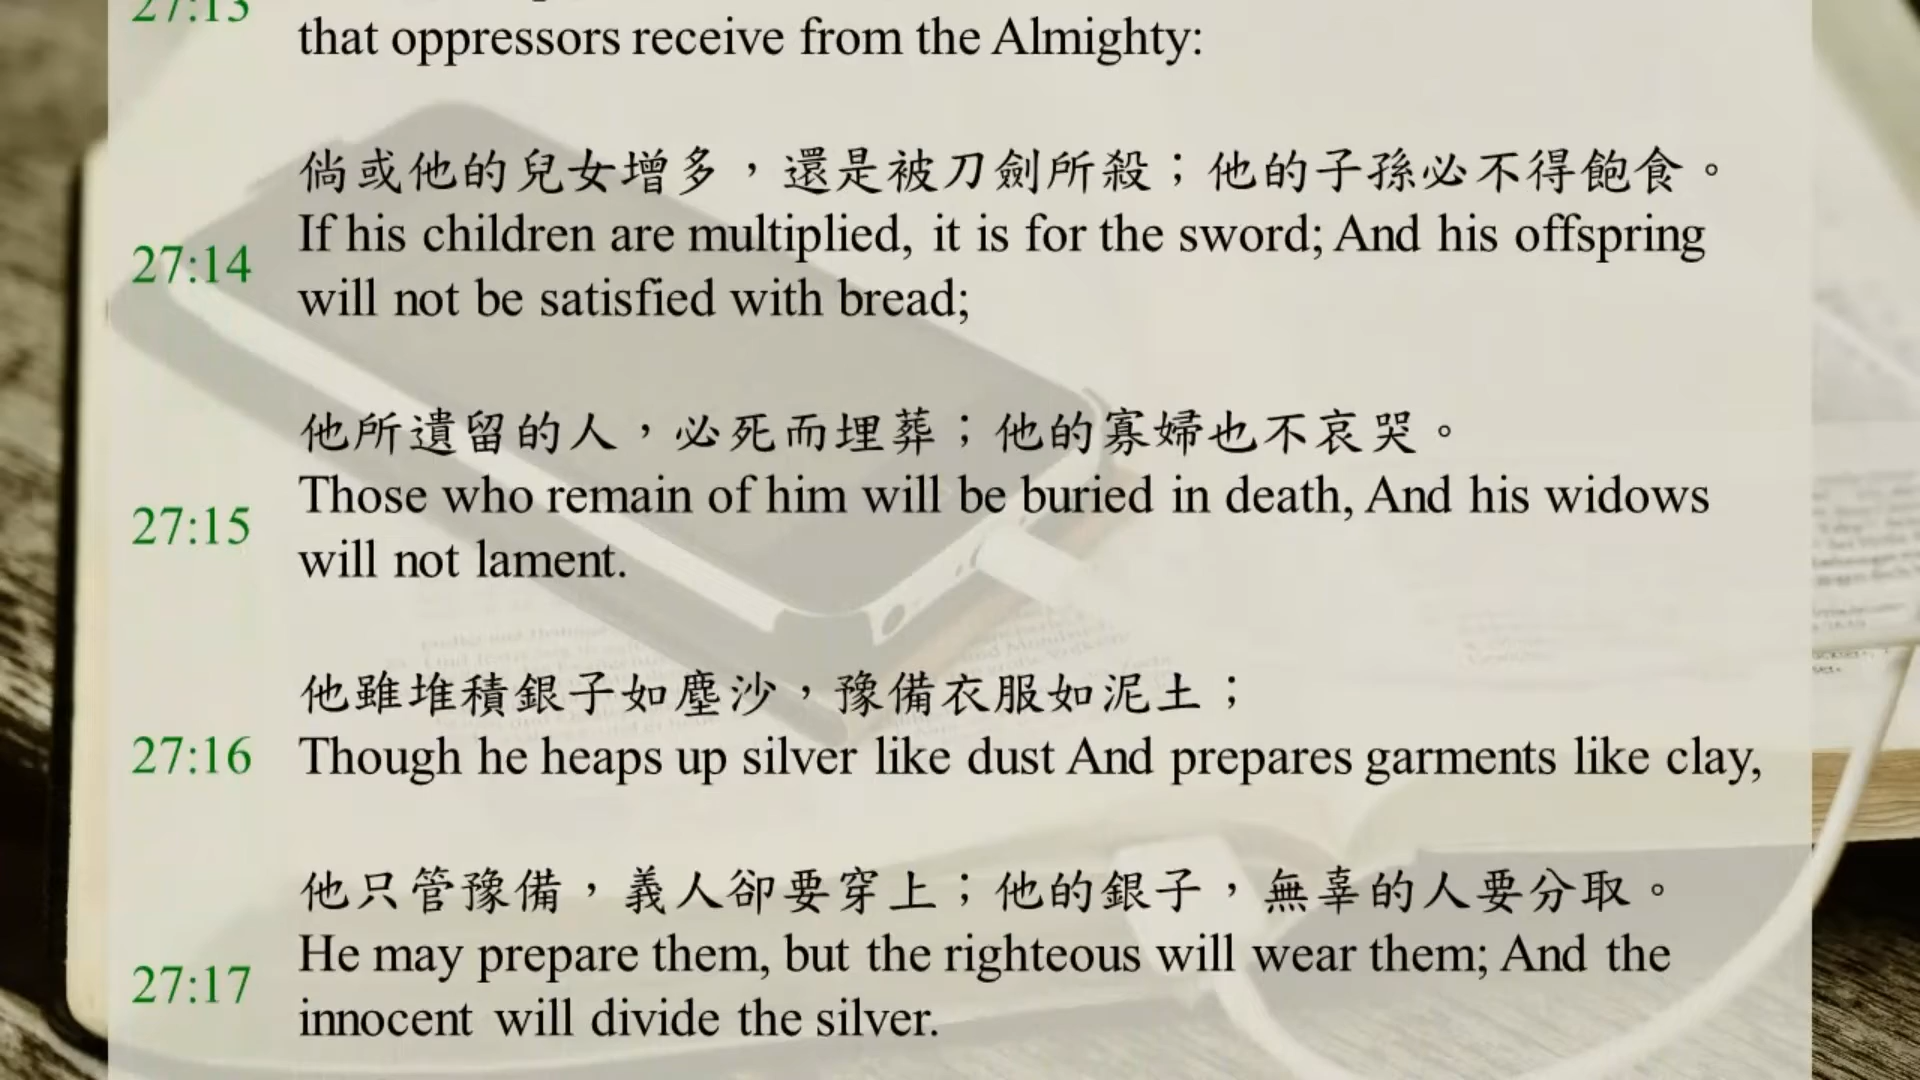 27:13
that oppressors receive from the Almighty:
倘或他的兒女增多，還是被刀劍所殺；他的子孫必不得飽食。
27:14
If his children are multiplied, it is for the sword; And his offspring
will not be satisfied with bread;
他所遺留的人，必死而埋葬；他的寡婦也不哀哭。
27:15
Those who remain of him will be buried in death, And his widows
will not lament.
他雖堆積銀子如塵沙，豫備衣服如泥土；
27:16
Though he heaps up silver like dust And prepares garments like clay,
他只管豫備，義人卻要穿上；他的銀子，無辜的人要分取。
27:17
He may prepare them, but the righteous will wear them; And the
innocent will divide the silver.